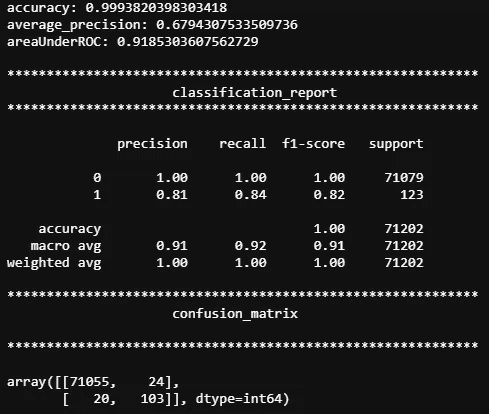 accuracy: 0.9993820398303418
average_precision: 0.6794307533509736
areaUnderROC: 0.9185303607562729
************************************************************
classification_report
************************************************************
precision recall f1-score support
0 1.00 1.00 1.00 71079
1 0.81 0.84 0.82 123
accuracy 1.00 71202
macro avg 0.91 0.92 0.91 71202
weighted avg 1.00 1.00 1.00 71202
************************************************************
confusion_matrix
************************************************************
array([[71055, 24],
[ 20, 103]], dtype=int64)